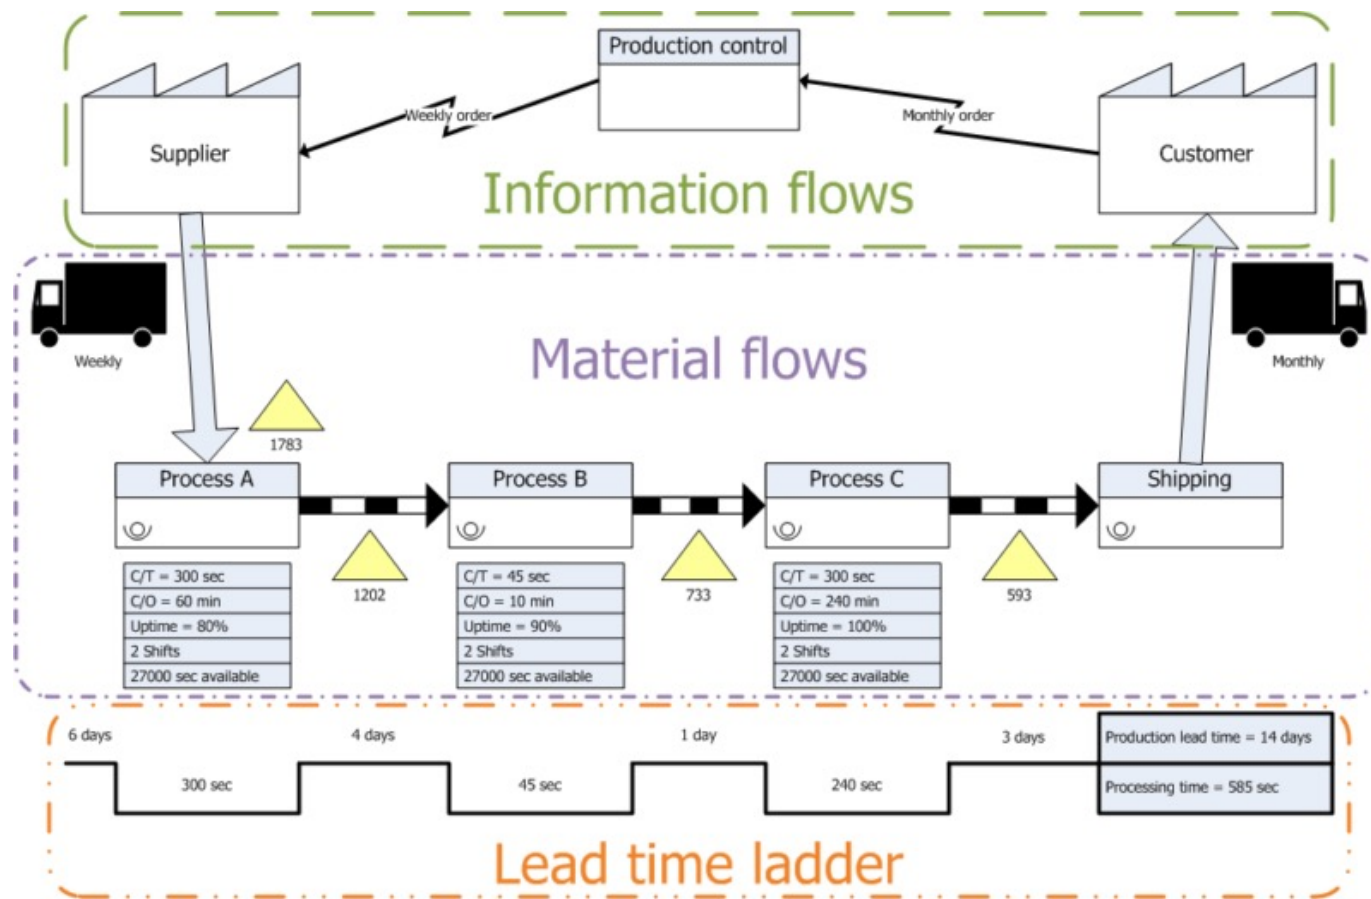 Production control
Weekly order
Monthly order
Supplier
Customer
Information flows
Weekly
Material flows
Monthly
1783
Process A
Process B
Process C
Shipping
C/T = 300 sec
C/O = 60 min
Uptime = 80%
2 Shifts
27000 sec available
1202
C/T = 45 sec
C/O = 10 min
Uptime = 90%
2 Shifts
27000 sec available
733
C/T = 300 sec
C/O = 240 min
Uptime = 100%
2 Shifts
27000 sec available
593
6 days
4 days
1 day
3 days
Production lead time = 14 days
300 sec
45 sec
240 sec
Processing time = 585 sec
Lead time ladder